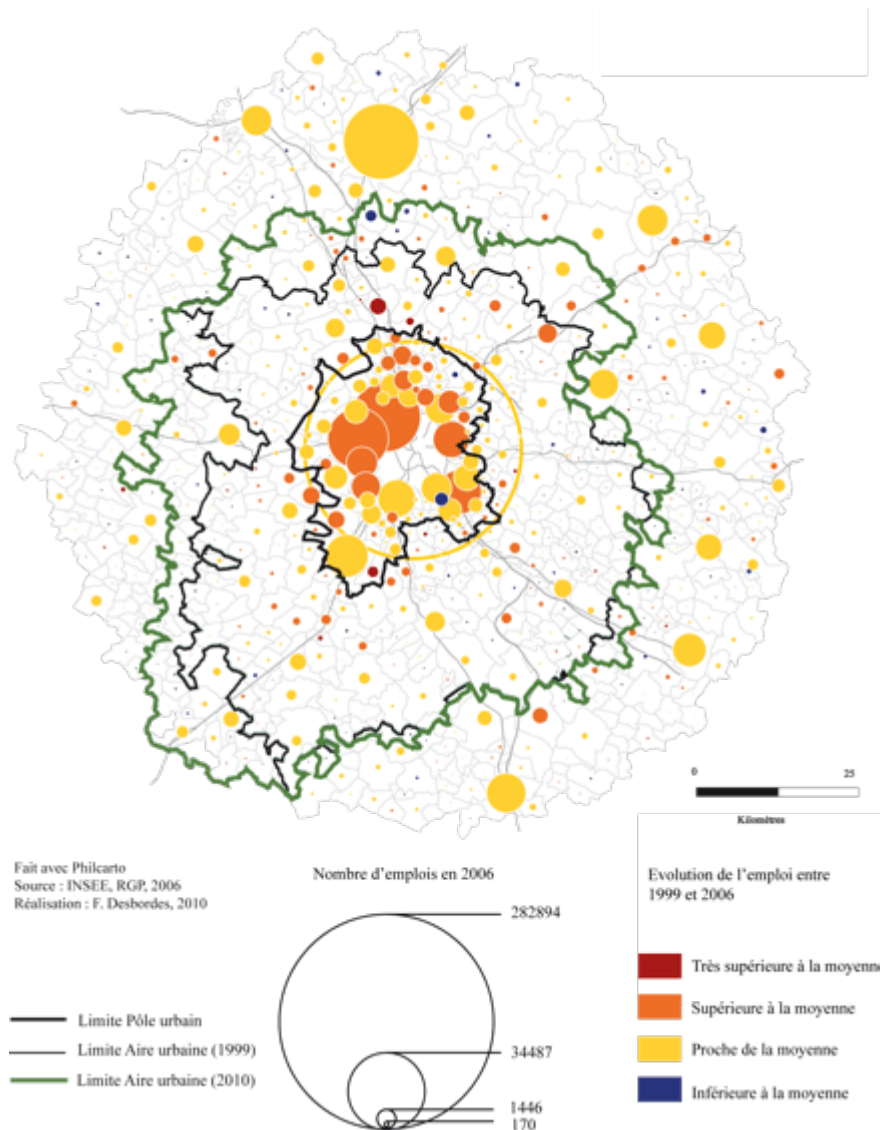 0 25
Kilomètres
Fait avec Philcarto
Source : INSEE, RGP, 2006
Réalisation : F. Desbordes, 2010
Nombre d'emplois en 2006
282894
34487
1446
170
Limite Pôle urbain
Limite Aire urbaine (1999)
Limite Aire urbaine (2010)
Evolution de l'emploi entre
1999 et 2006
Très supérieure à la moyenne
Supérieure à la moyenne
Proche de la moyenne
Inférieure à la moyenne